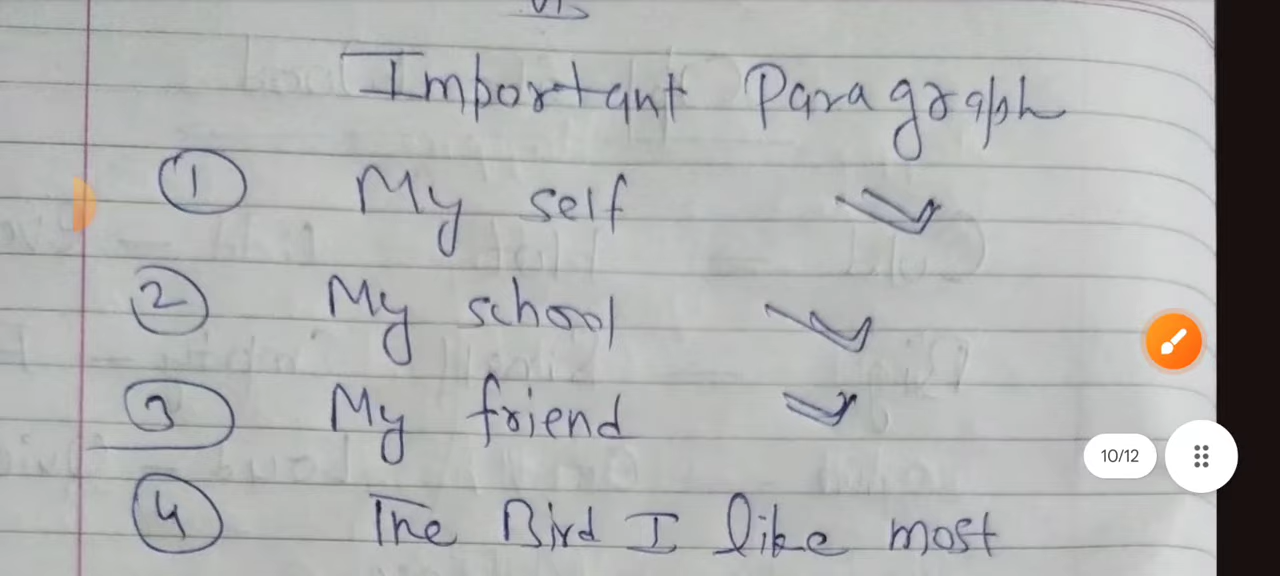 Important Paragraph
① My self
② My school
③ My friend
10/12
④ The Bird I like most